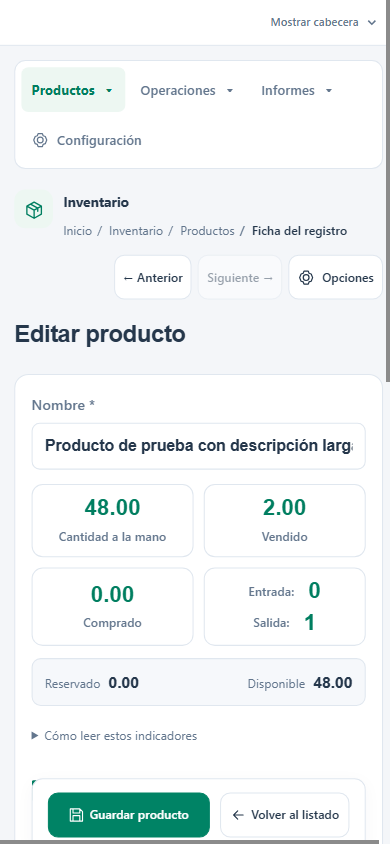 Mostrar cabecera
Productos Operaciones Informes
Configuración
Inventario
Inicio / Inventario / Productos / Ficha del registro
← Anterior Siguiente → Opciones
Editar producto
Nombre *
Producto de prueba con descripción larga
48.00 2.00
Cantidad a la mano Vendido
0.00 Entrada: 0
Comprado Salida: 1
Reservado 0.00 Disponible 48.00
Cómo leer estos indicadores
Guardar producto ← Volver al listado